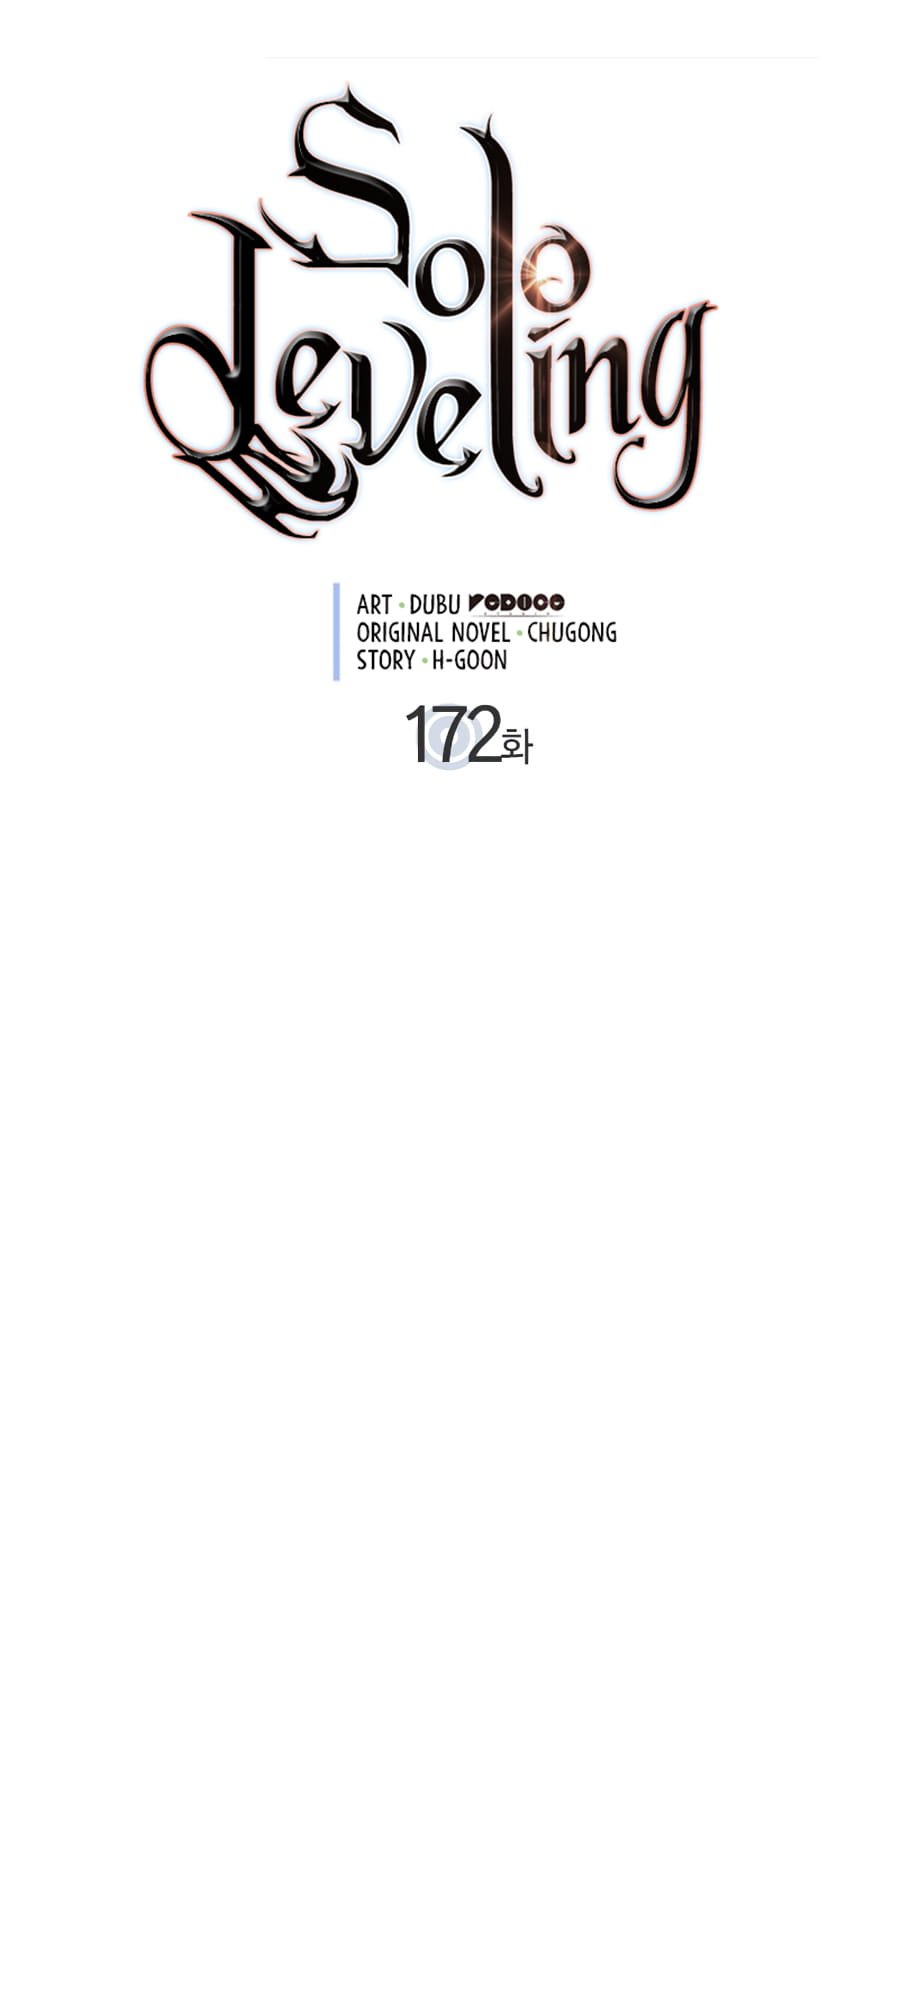 Solo
leveling
ART • DUBU REDICE
ORIGINAL NOVEL • CHUGONG
STORY • H-GOON
172화